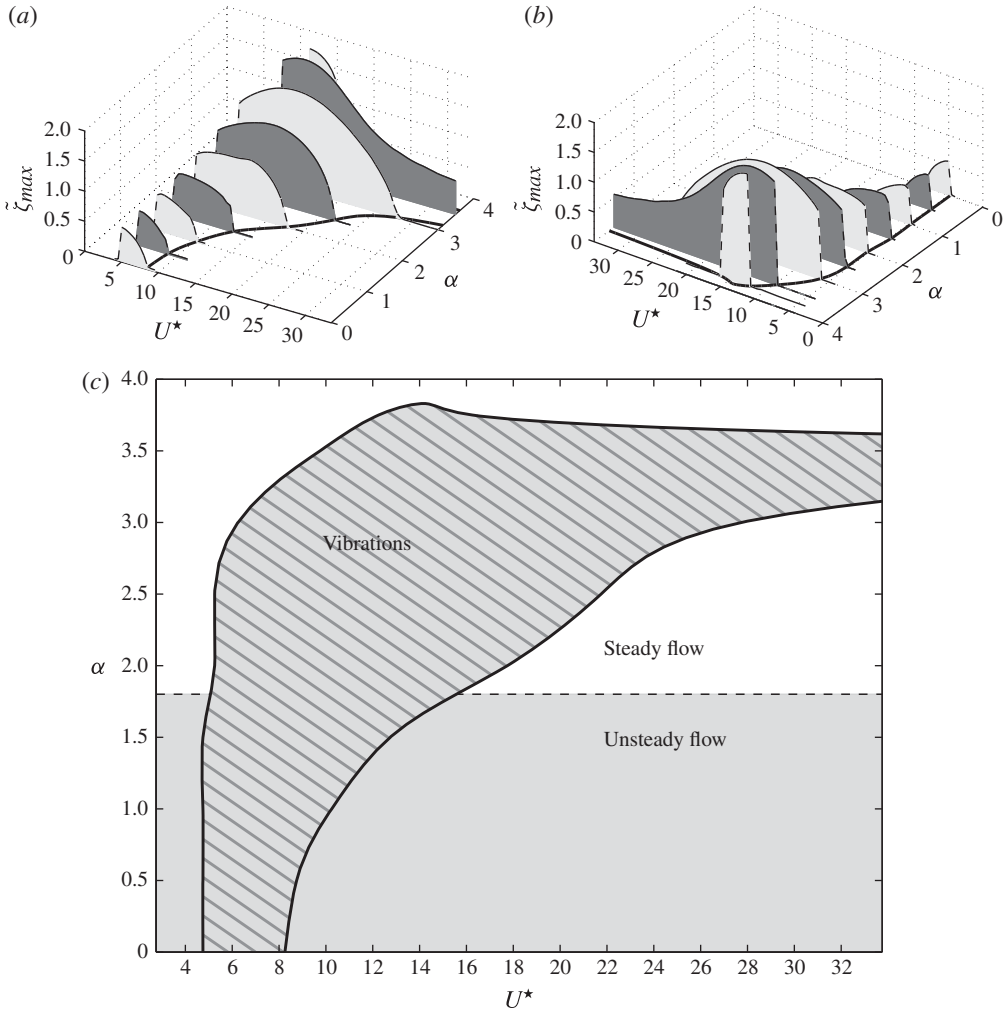 (a)
2.0
1.5
1.0
0.5
0
ζ̃max
5
10
15
20
25
30
U★
0
1
2
3
4
α
(b)
2.0
1.5
1.0
0.5
0
ζ̃max
30
25
20
15
10
5
0
U★
4
3
2
1
0
α
(c)
4.0
3.5
3.0
2.5
2.0
1.5
1.0
0.5
0
α
Vibrations
Steady flow
Unsteady flow
4 6 8 10 12 14 16 18 20 22 24 26 28 30 32
U★